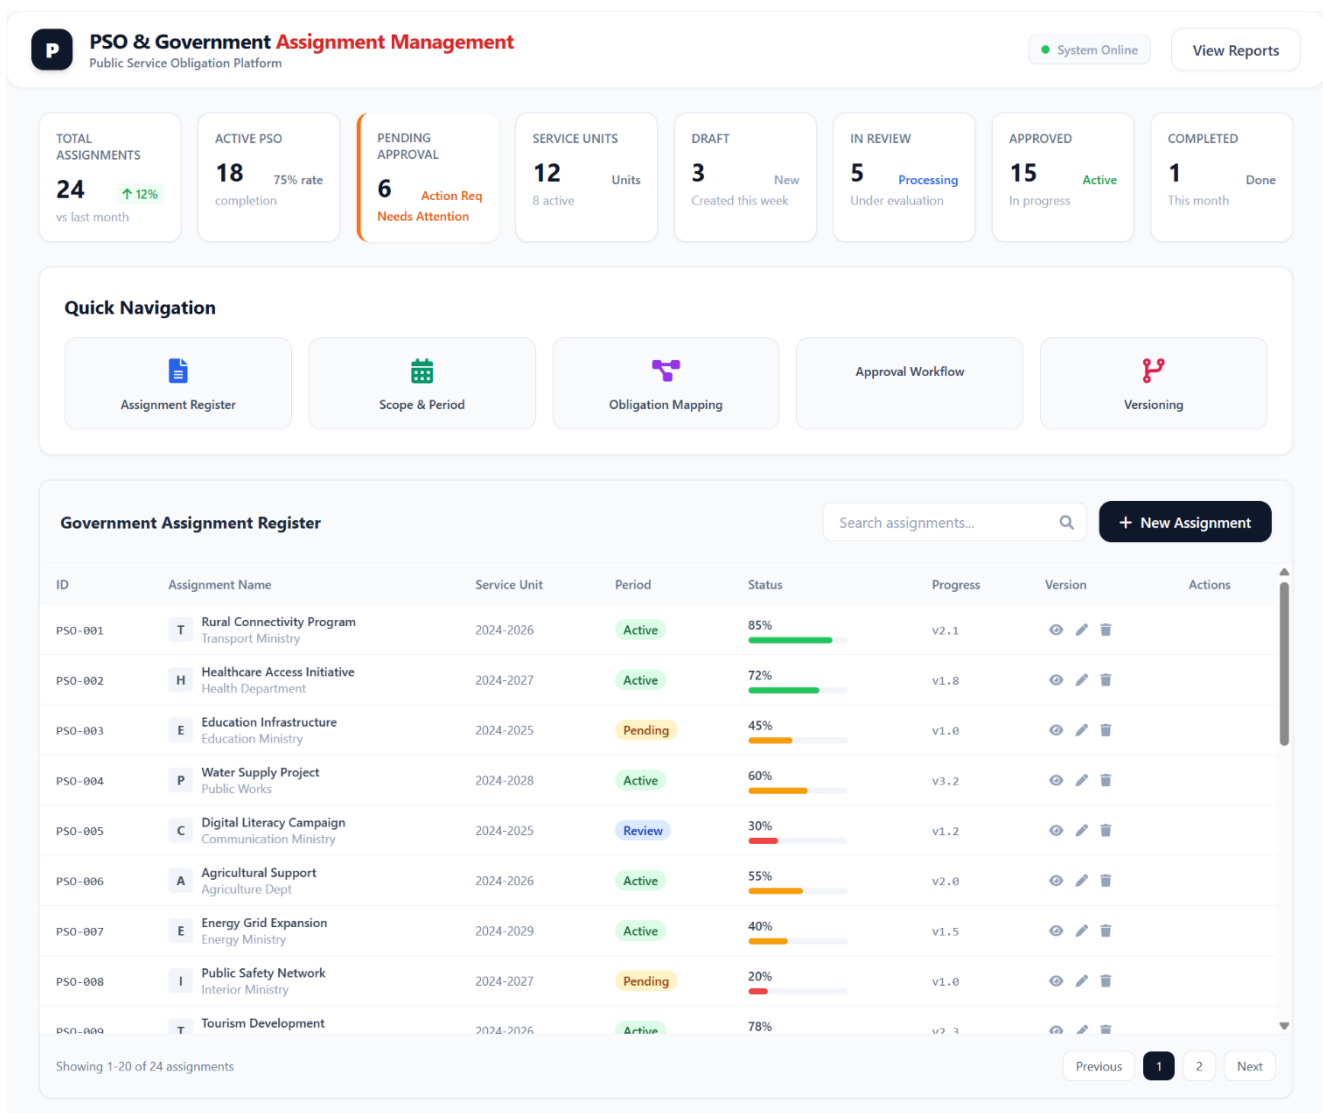 P
PSO & Government Assignment Management
Public Service Obligation Platform
System Online
View Reports
TOTAL
ASSIGNMENTS
24
12%
vs last month
ACTIVE PSO
18
75% rate
completion
PENDING
APPROVAL
6
Action Req
Needs Attention
SERVICE UNITS
12
Units
8 active
DRAFT
3
New
Created this week
IN REVIEW
5
Processing
Under evaluation
APPROVED
15
Active
In progress
COMPLETED
1
Done
This month
Quick Navigation
Assignment Register
Scope & Period
Obligation Mapping
Approval Workflow
Versioning
Government Assignment Register
Search assignments...
+ New Assignment
ID Assignment Name Service Unit Period Status Progress Version Actions
PSO-001 T Rural Connectivity Program 2024-2026 Active 85% v2.1
Transport Ministry
PSO-002 H Healthcare Access Initiative 2024-2027 Active 72% v1.8
Health Department
PSO-003 E Education Infrastructure 2024-2025 Pending 45% v1.0
Education Ministry
PSO-004 P Water Supply Project 2024-2028 Active 60% v3.2
Public Works
PSO-005 C Digital Literacy Campaign 2024-2025 Review 30% v1.2
Communication Ministry
PSO-006 A Agricultural Support 2024-2026 Active 55% v2.0
Agriculture Dept
PSO-007 E Energy Grid Expansion 2024-2029 Active 40% v1.5
Energy Ministry
PSO-008 I Public Safety Network 2024-2027 Pending 20% v1.0
Interior Ministry
PSO-009 T Tourism Development 2024-2026 Active 78% v2.3
Showing 1-20 of 24 assignments
Previous 1 2 Next